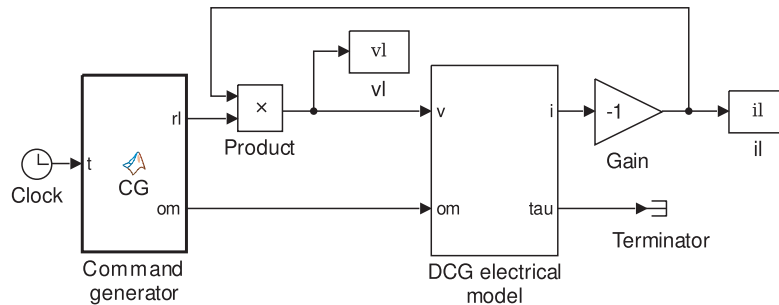 vl
vl
t
rl
×
Product
v
i
-1
Gain
il
il
Clock
CG
om
om
tau
Terminator
Command
generator
DCG electrical
model